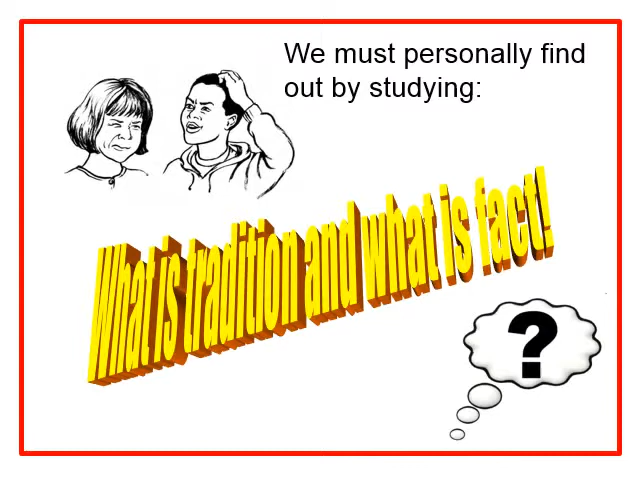 We must personally find
out by studying:
What is tradition and what is fact!
?